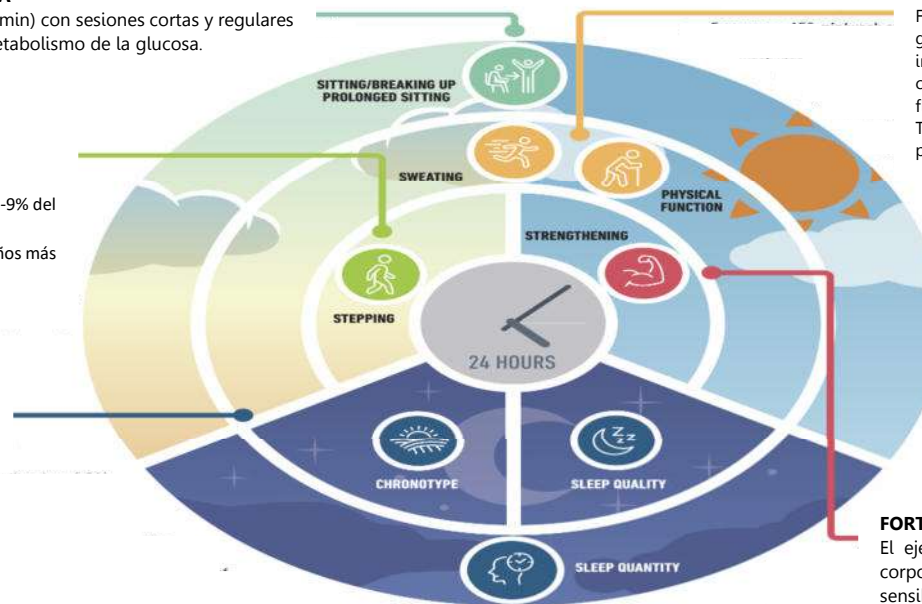 min) con sesiones cortas y regulares
etabolismo de la glucosa.
SITTING/BREAKING UP
PROLONGED SITTING
-9% del
ños más
SWEATING
PHYSICAL
FUNCTION
STRENGTHENING
STEPPING
24 HOURS
CHRONOTYPE
SLEEP QUALITY
Z Z Z
SLEEP QUANTITY
FORT
El eje
corpo
sensi